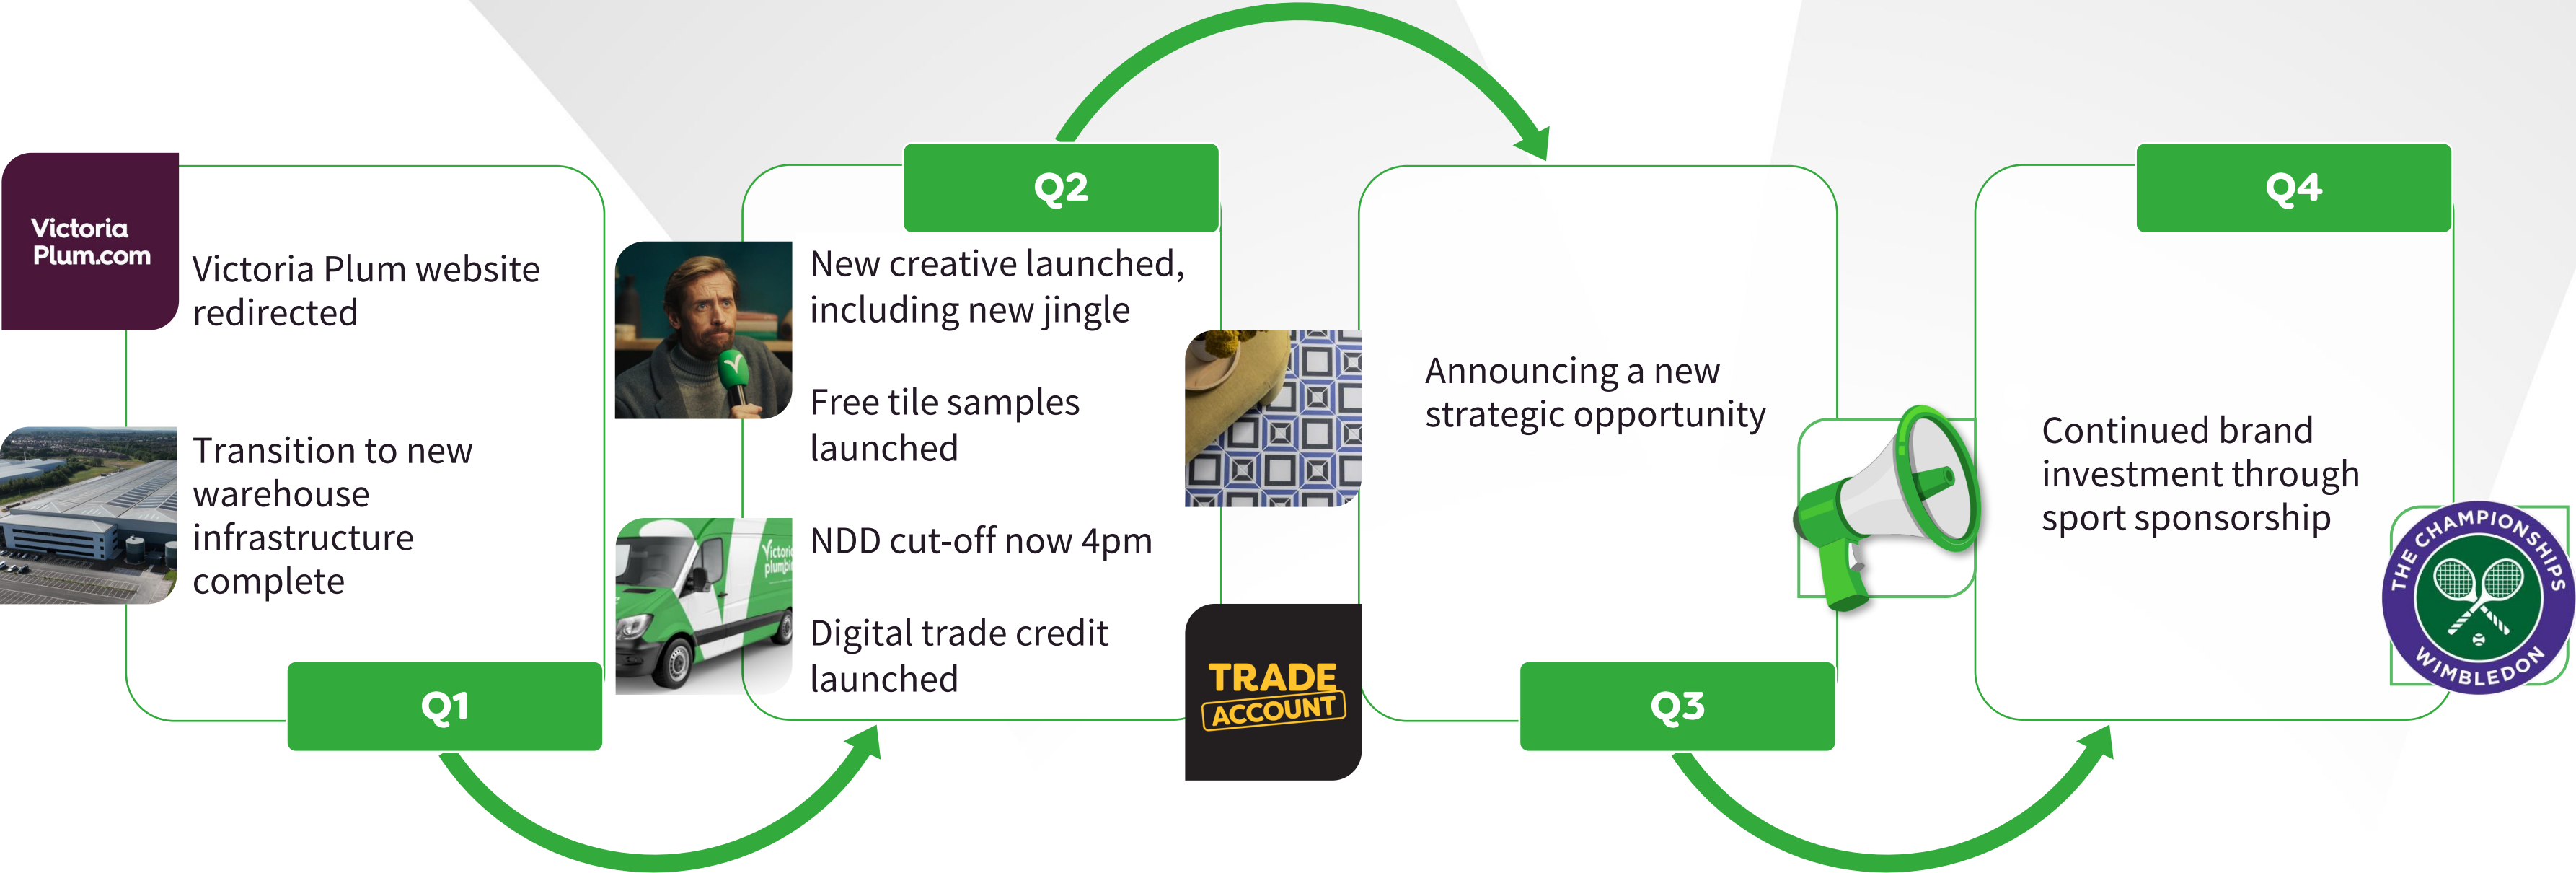 Victoria
Plum.com
Victoria Plum website
redirected
Transition to new
warehouse
infrastructure
complete
Q1
Q2
New creative launched,
including new jingle
Free tile samples
launched
NDD cut-off now 4pm
Digital trade credit
launched
TRADE
ACCOUNT
Announcing a new
strategic opportunity
Q3
Q4
Continued brand
investment through
sport sponsorship
THE CHAMPIONSHIPS
WIMBLEDON